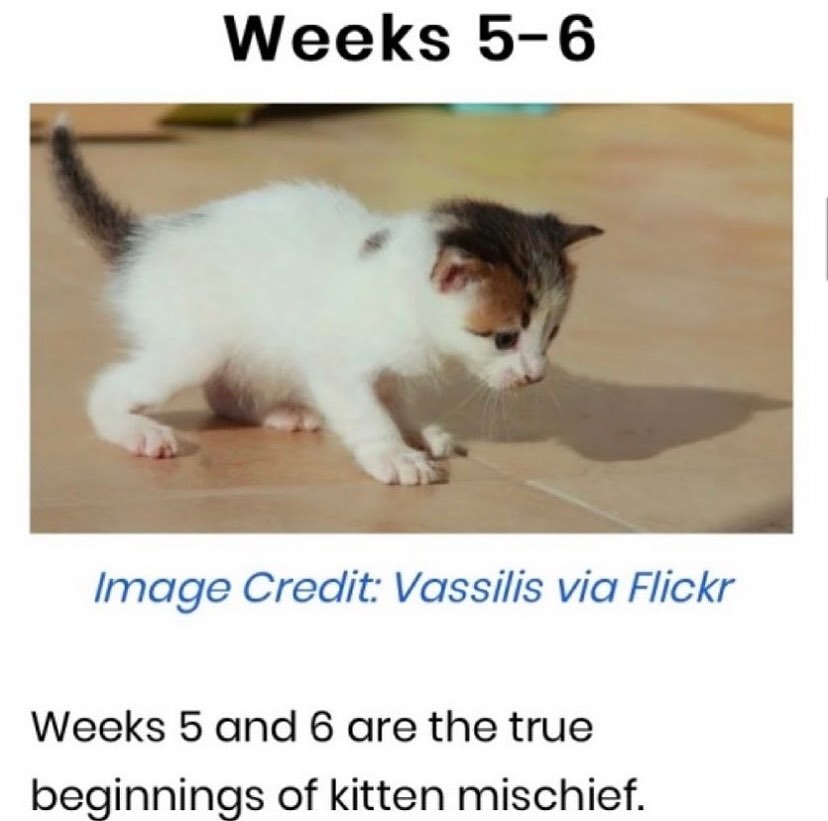 Weeks 5-6
Image Credit: Vassilis via Flickr
Weeks 5 and 6 are the true
beginnings of kitten mischief.